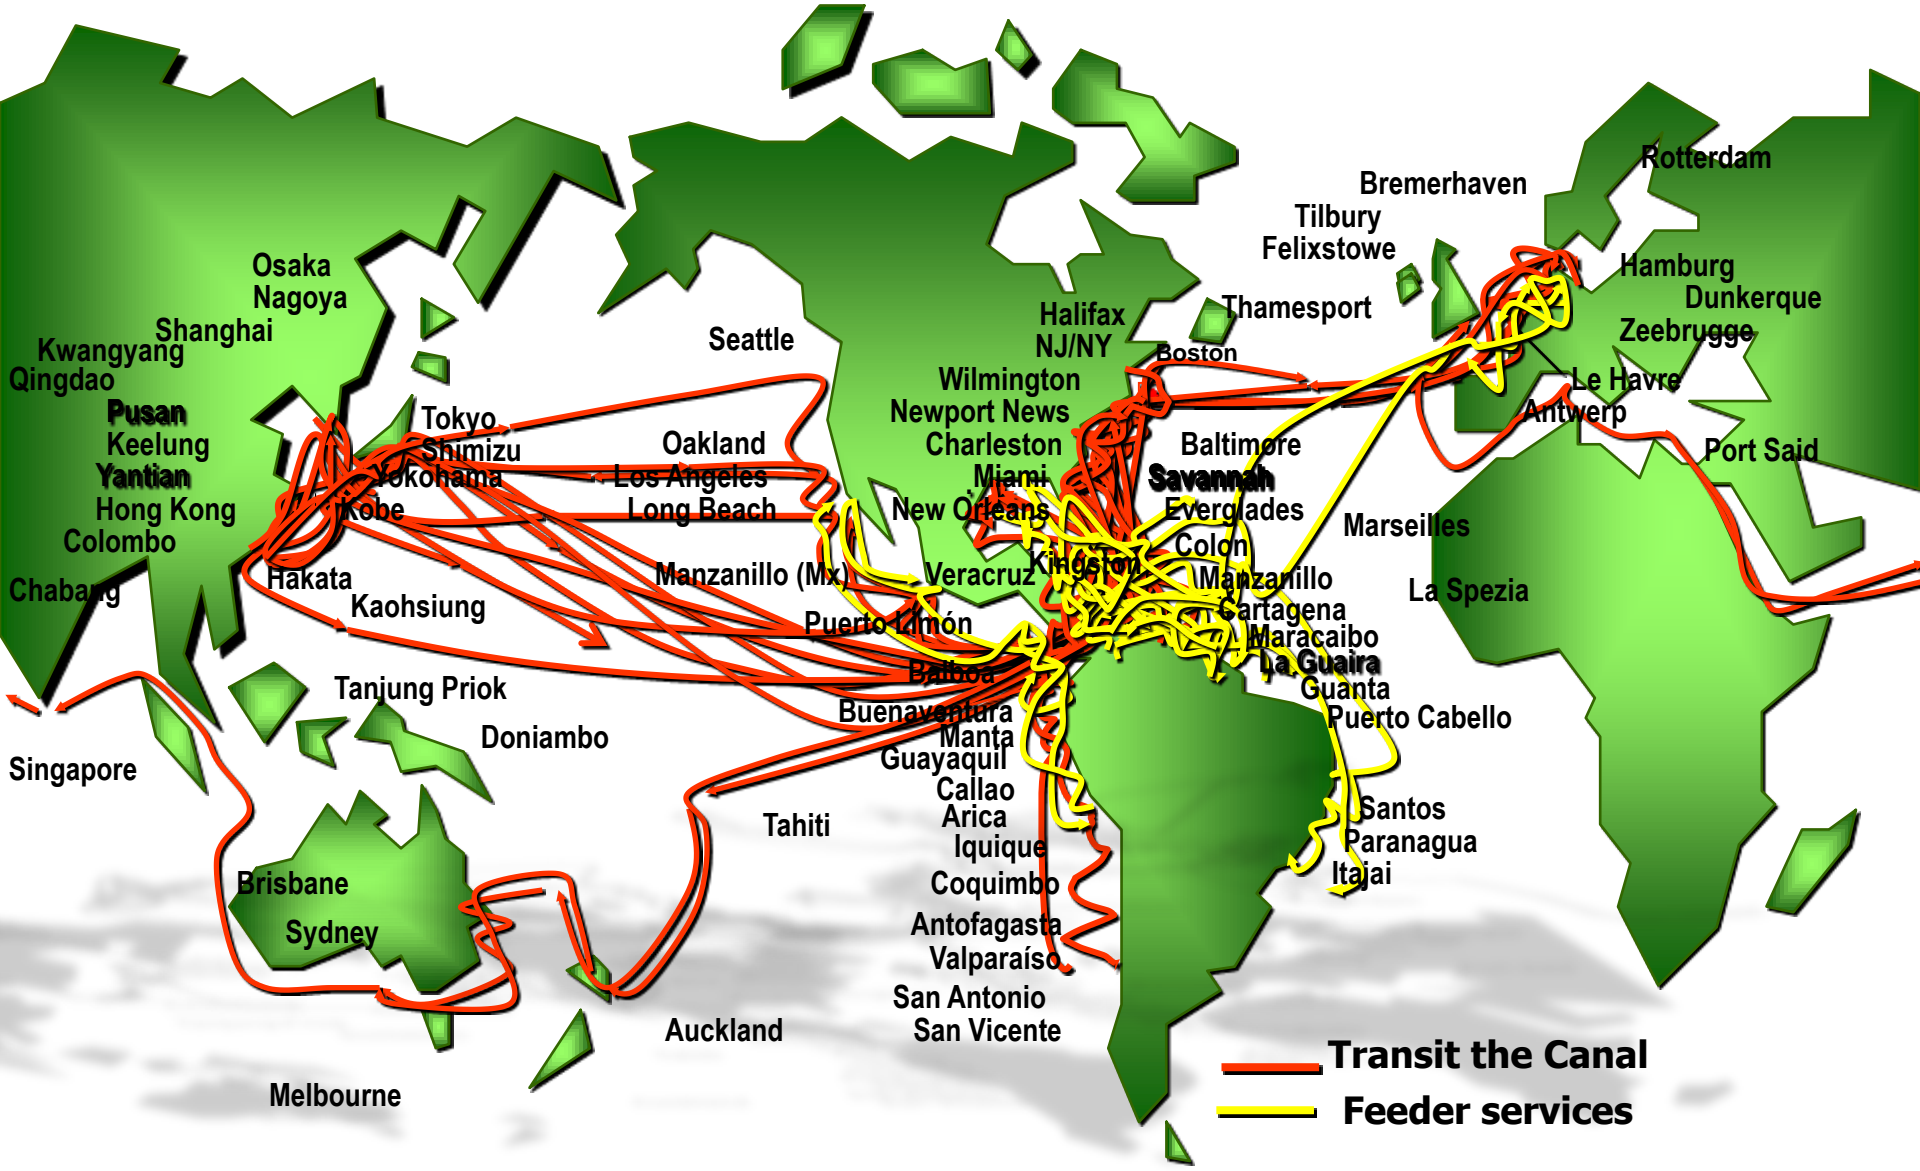 Rotterdam
Bremerhaven
Tilbury
Felixstowe
Osaka
Nagoya
Hamburg
Dunkerque
Thamesport
Halifax
Shanghai
Zeebrugge
Seattle
NJ/NY
Kwangyang
Boston
Qingdao
Wilmington
Le Havre
Pusan
Newport News
Antwerp
Tokyo
Keelung
Shimizu
Oakland
Charleston
Baltimore
Port Said
Yantian
Yokohama
Los Angeles
Miami
Savannah
Hong Kong
Kobe
Long Beach
New Orleans
Everglades
Marseilles
Colombo
Colon
Kingston
Hakata
Manzanillo (Mx)
Veracruz
Manzanillo
Chabang
La Spezia
Kaohsiung
Cartagena
Puerto Limón
Maracaibo
La Guaira
Balboa
Tanjung Priok
Guanta
Buenaventura
Puerto Cabello
Doniambo
Manta
Guayaquil
Singapore
Callao
Santos
Arica
Tahiti
Paranagua
Iquique
Itajai
Brisbane
Coquimbo
Antofagasta
Sydney
Valparaíso
San Antonio
Auckland
San Vicente
Transit the Canal
Melbourne
Feeder services